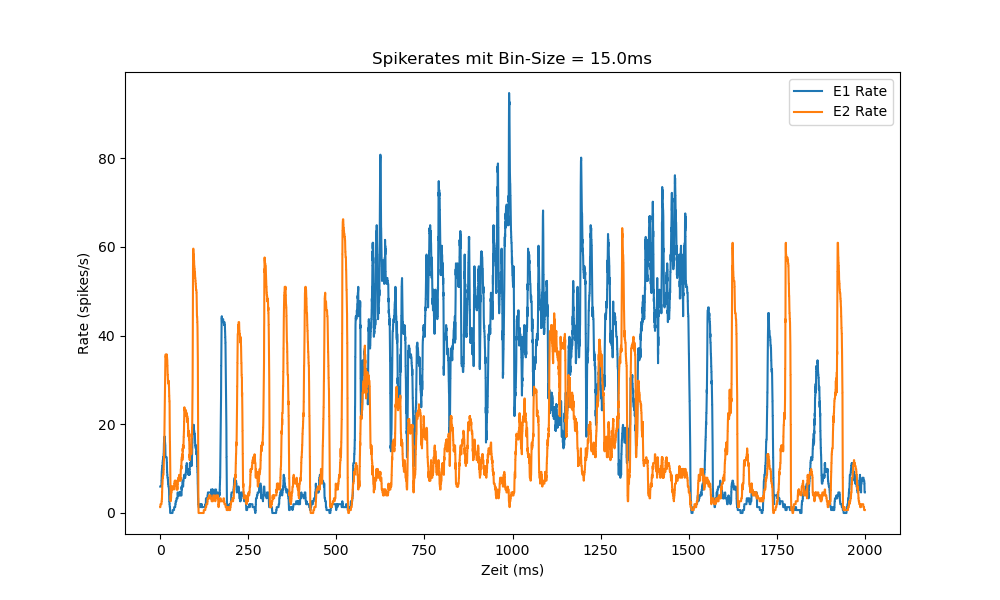 Spikerates mit Bin-Size = 15.0ms
E1 Rate
E2 Rate
Rate (spikes/s)
80
60
40
20
0
0 250 500 750 1000 1250 1500 1750 2000
Zeit (ms)